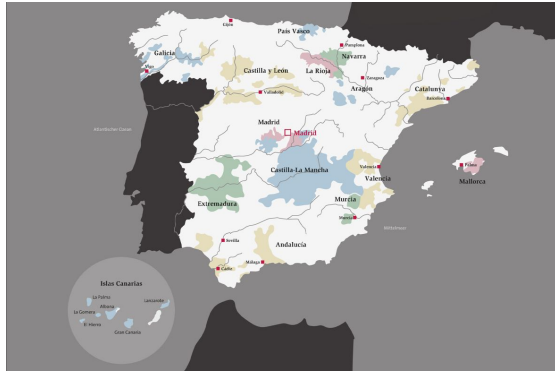 Gijón
País Vasco
Galicia
Pamplona
Navarra
Vigo
Castilla y León
La Rioja
Zaragoza
Valladolid
Aragón
Catalunya
Barcelona
Atlantischer Ozean
Madrid
Madrid
Valencia
Palma
Castilla-La Mancha
Valencia
Mallorca
Extremadura
Murcia
Murcia
Mittelmeer
Sevilla
Andalucía
Islas Canarias
Málaga
Cádiz
La Palma
Lanzarote
La Gomera
El Hierro
Gran Canaria